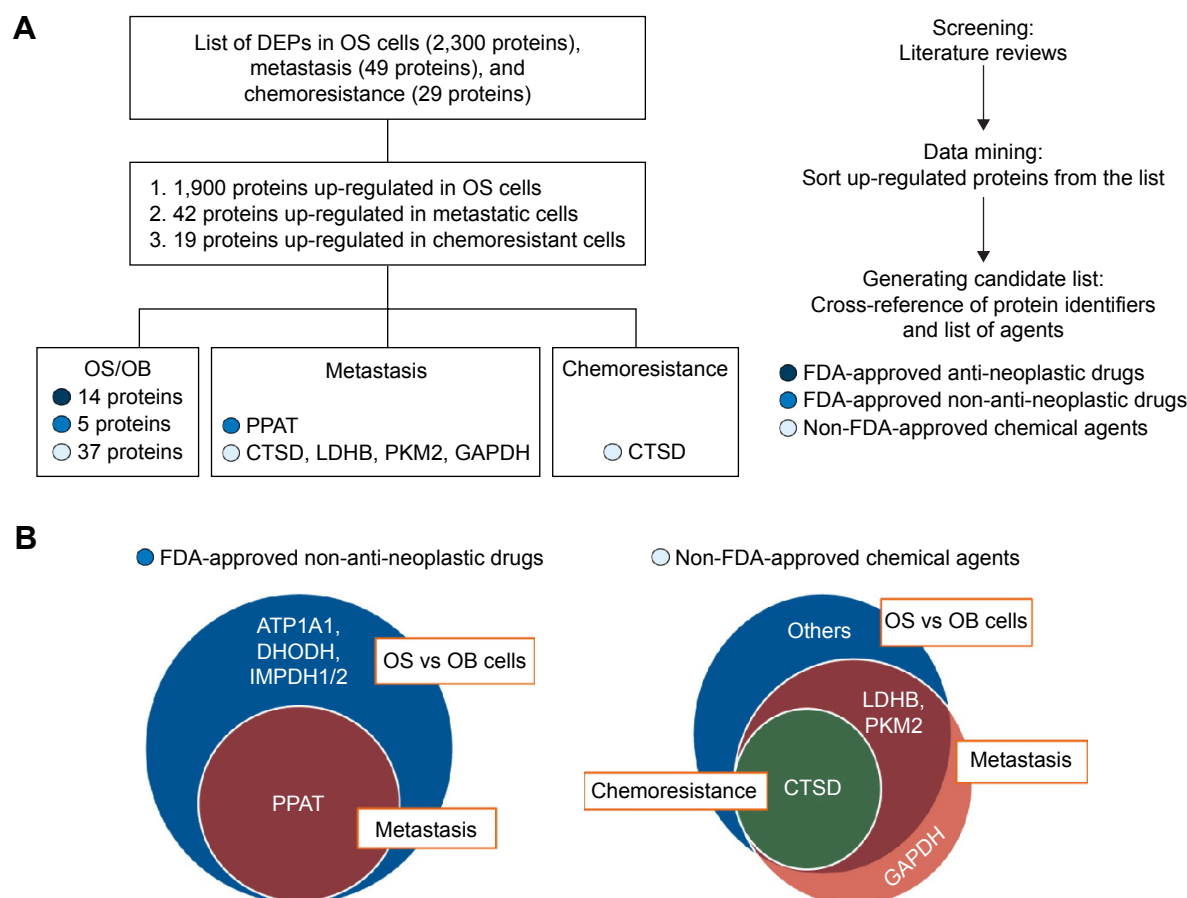 A
List of DEPs in OS cells (2,300 proteins),
metastasis (49 proteins), and
chemoresistance (29 proteins)
1. 1,900 proteins up-regulated in OS cells
2. 42 proteins up-regulated in metastatic cells
3. 19 proteins up-regulated in chemoresistant cells
OS/OB
14 proteins
5 proteins
37 proteins
Metastasis
PPAT
CTSD, LDHB, PKM2, GAPDH
Chemoresistance
CTSD
Screening:
Literature reviews
Data mining:
Sort up-regulated proteins from the list
Generating candidate list:
Cross-reference of protein identifiers
and list of agents
FDA-approved anti-neoplastic drugs
FDA-approved non-anti-neoplastic drugs
Non-FDA-approved chemical agents
B
FDA-approved non-anti-neoplastic drugs
ATP1A1,
DHODH,
IMPDH1/2
OS vs OB cells
PPAT
Metastasis
Non-FDA-approved chemical agents
Others
OS vs OB cells
LDHB,
PKM2
Metastasis
Chemoresistance
CTSD
GAPDH